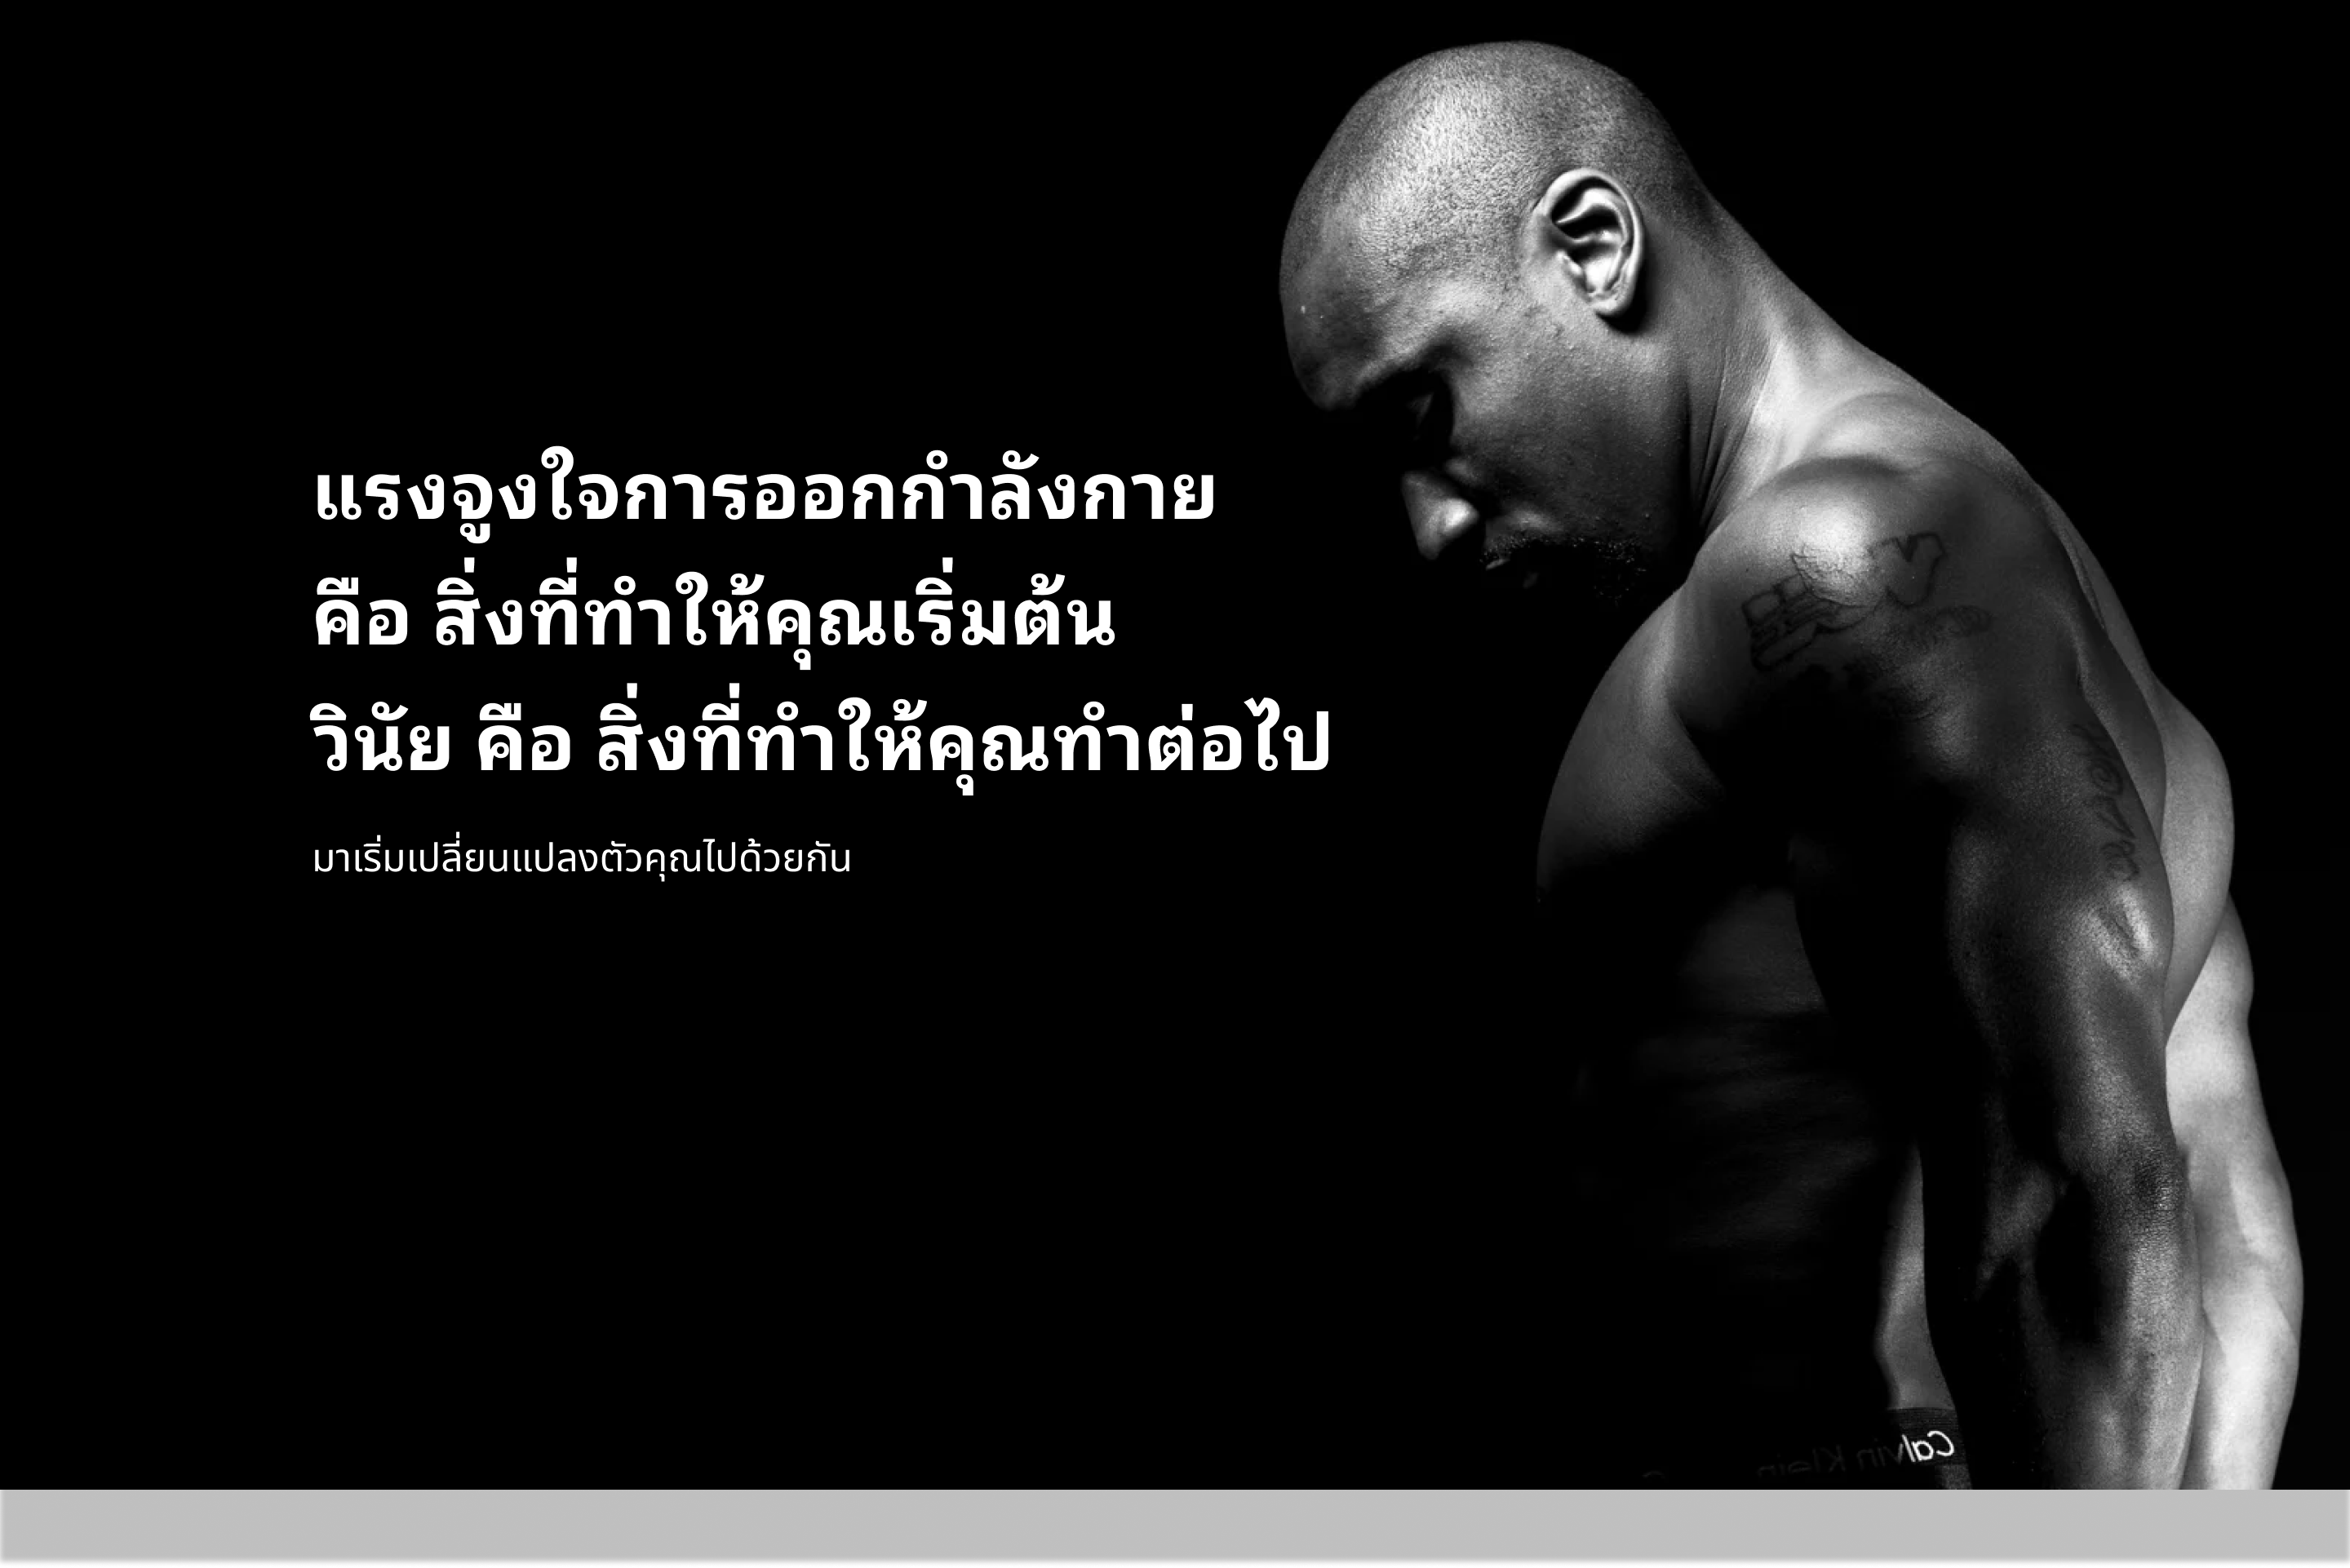 แรงจูงใจการออกกำลังกาย
คือ สิ่งที่ทำให้คุณเริ่มต้น
วินัย คือ สิ่งที่ทำให้คุณทำต่อไป
มาเริ่มเปลี่ยนแปลงตัวคุณไปด้วยกัน
Calvin Klein